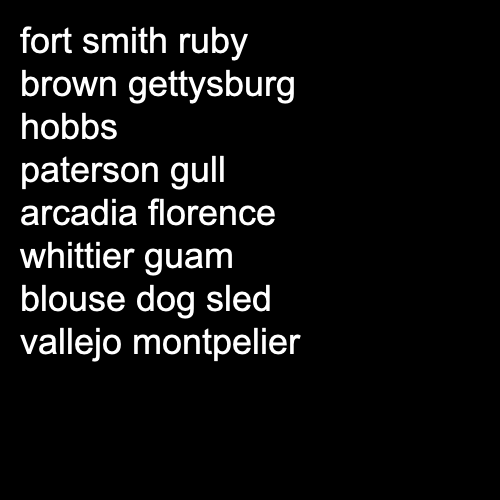 fort smith ruby
brown gettysburg
hobbs
paterson gull
arcadia florence
whittier guam
blouse dog sled
vallejo montpelier